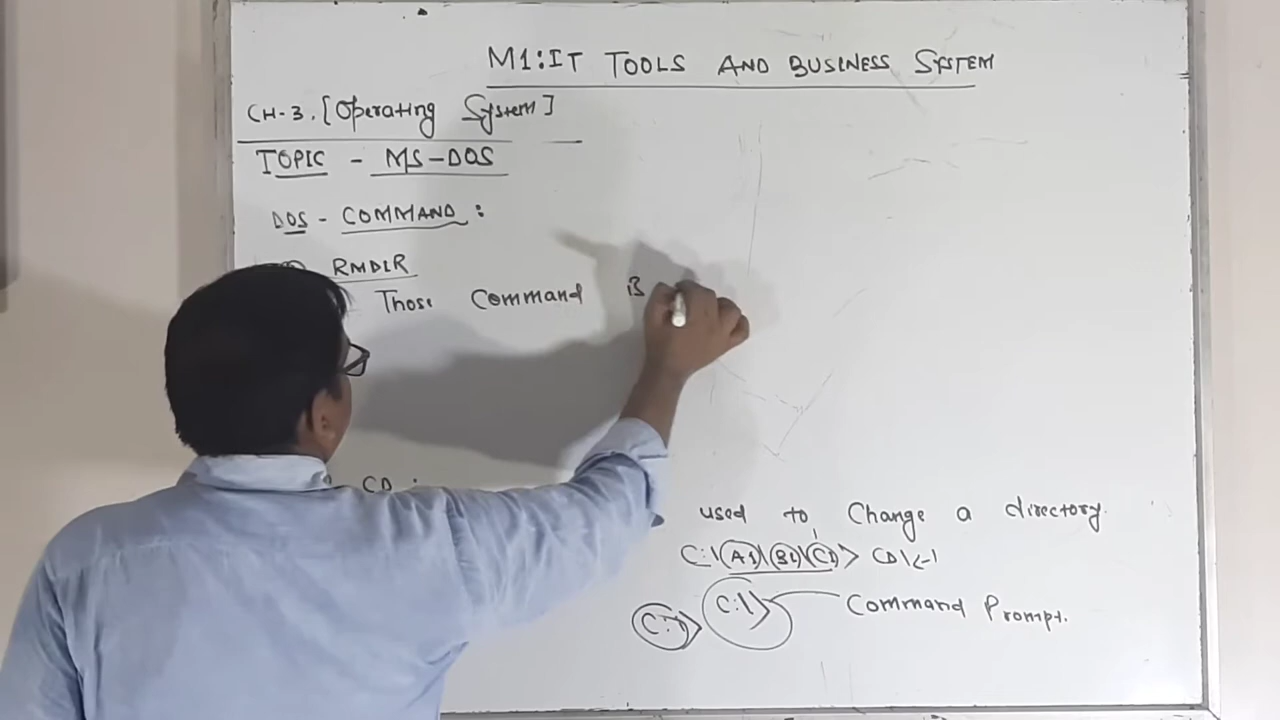 M1:IT TOOLS AND BUSINESS SYSTEM
CH-3. [Operating System]
TOPIC - MS-DOS
DOS - COMMAND:
RMDIR
Those Command is
CD :
used to change a directory.
C:\A1\B1\C1> CD\<-|
C:\> Command Prompt.
C:\>